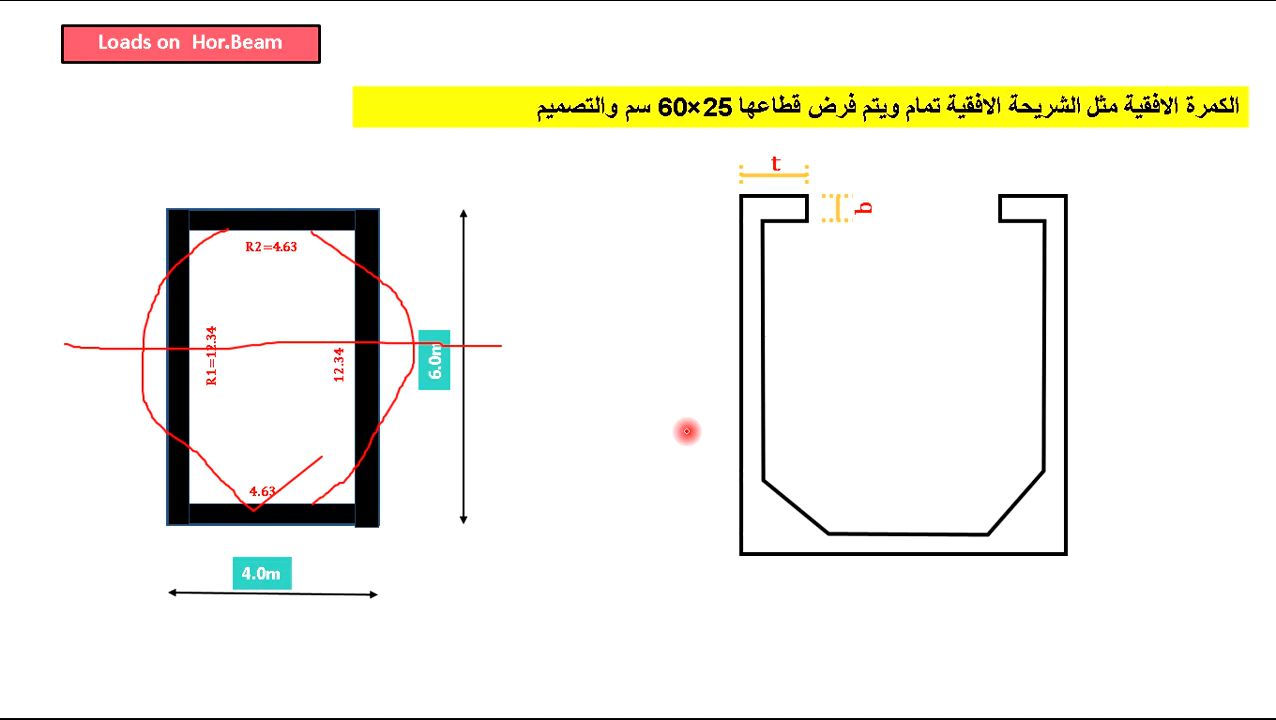 Loads on Hor.Beam
الكمرة الافقية مثل الشريحة الافقية تمام ويتم فرض قطاعها 25×60 سم والتصميم
t
b
R2=4.63
R1=12.34
12.34
6.0m
4.63
4.0m